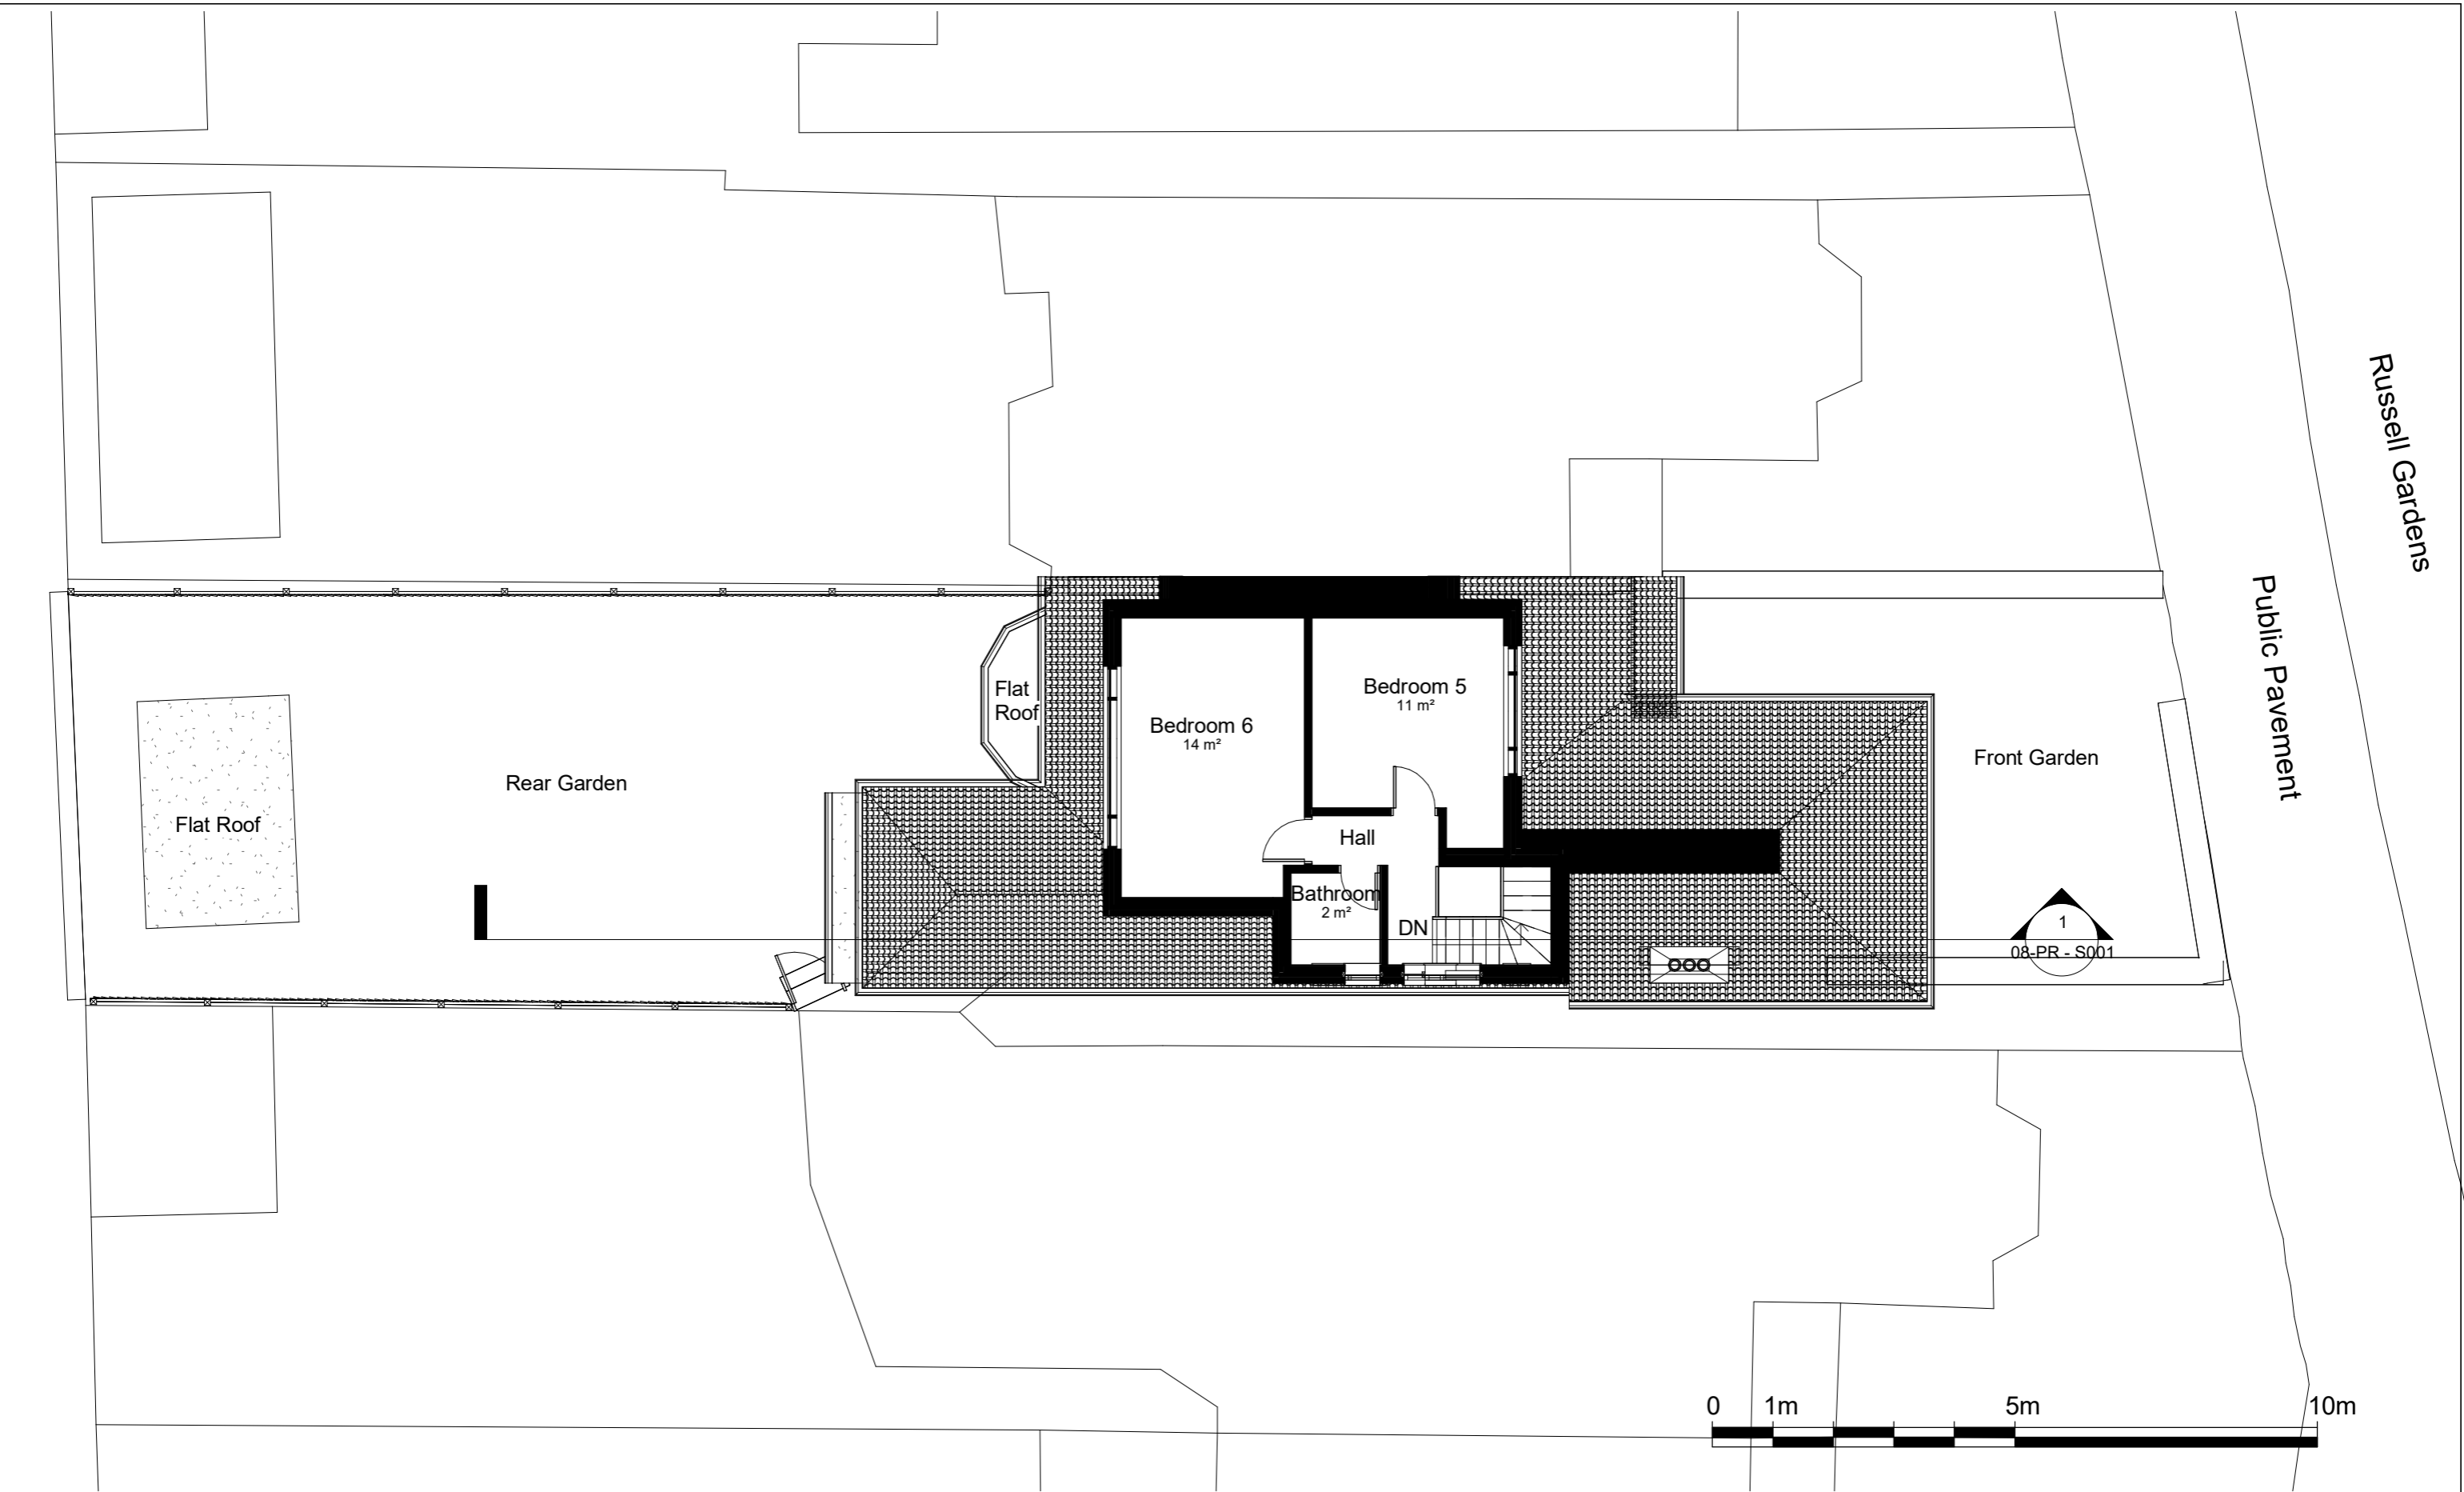 Russell Gardens
Public Pavement
Flat
Roof
Bedroom 6
14 m²
Bedroom 5
11 m²
Rear Garden
Front Garden
Flat Roof
Hall
Bathroom
2 m²
DN
1
08-PR - S001
0 1m 5m 10m